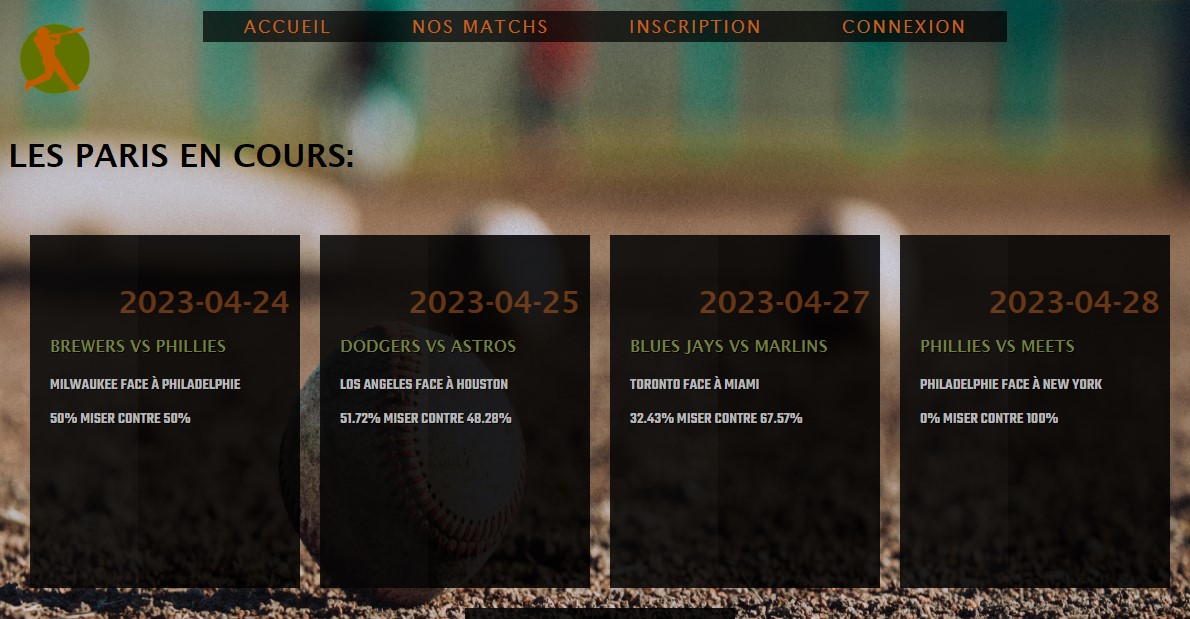 ACCUEIL NOS MATCHS INSCRIPTION CONNEXION
LES PARIS EN COURS:
2023-04-24
BREWERS VS PHILLIES
MILWAUKEE FACE À PHILADELPHIE
50% MISER CONTRE 50%
2023-04-25
DODGERS VS ASTROS
LOS ANGELES FACE À HOUSTON
51.72% MISER CONTRE 48.28%
2023-04-27
BLUES JAYS VS MARLINS
TORONTO FACE À MIAMI
32.43% MISER CONTRE 67.57%
2023-04-28
PHILLIES VS MEETS
PHILADELPHIE FACE À NEW YORK
0% MISER CONTRE 100%